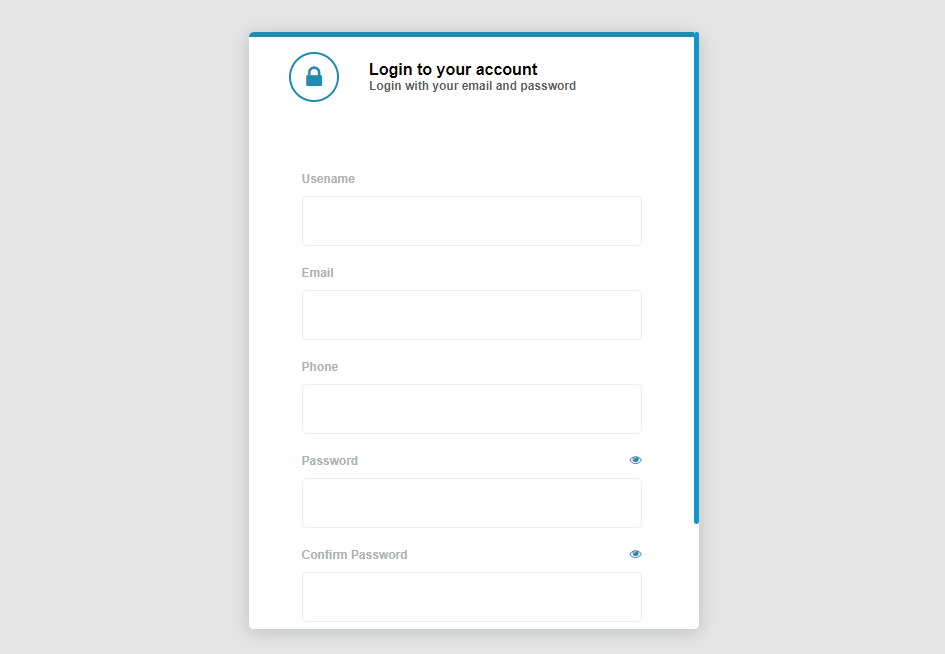 Login to your account
Login with your email and password
Usename
Email
Phone
Password
Confirm Password